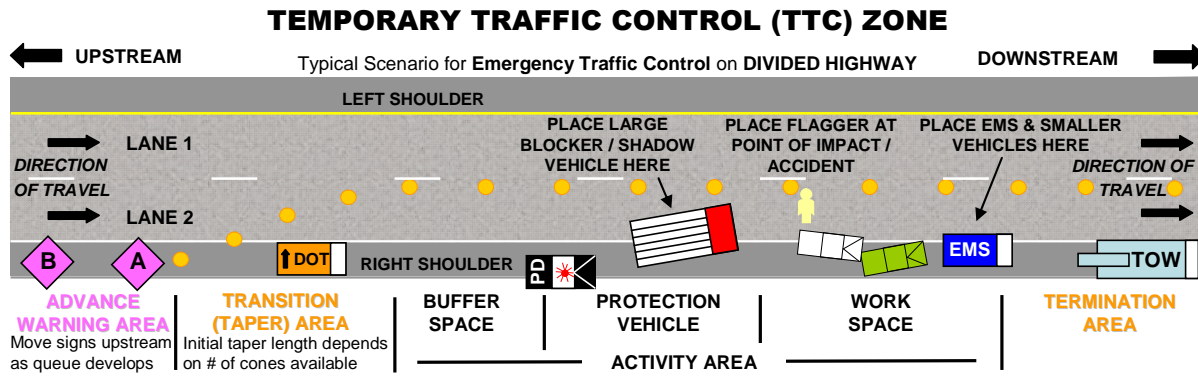 TEMPORARY TRAFFIC CONTROL (TTC) ZONE
UPSTREAM
Typical Scenario for Emergency Traffic Control on DIVIDED HIGHWAY
DOWNSTREAM
LEFT SHOULDER
LANE 1
DIRECTION
OF TRAVEL
LANE 2
PLACE LARGE
BLOCKER / SHADOW
VEHICLE HERE
PLACE FLAGGER AT
POINT OF IMPACT /
ACCIDENT
PLACE EMS & SMALLER
VEHICLES HERE
DIRECTION OF
TRAVEL
B
A
DOT
RIGHT SHOULDER
PD
EMS
TOW
ADVANCE
WARNING AREA
Move signs upstream
as queue develops
TRANSITION
(TAPER) AREA
Initial taper length depends
on # of cones available
BUFFER
SPACE
PROTECTION
VEHICLE
WORK
SPACE
ACTIVITY AREA
TERMINATION
AREA